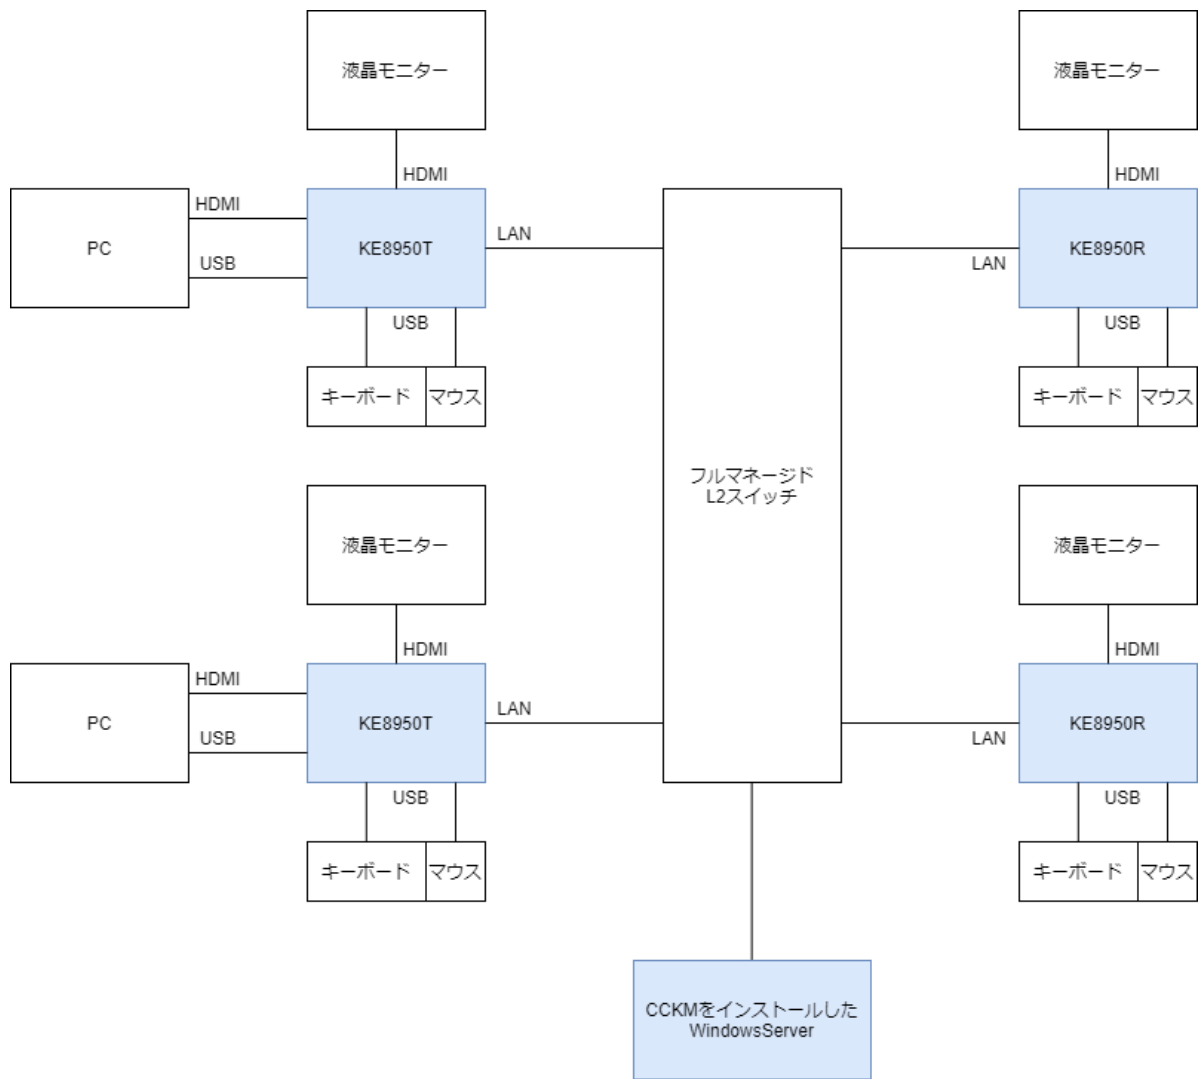 液晶モニター
液晶モニター
HDMI
HDMI
PC
HDMI
USB
KE8950T
LAN
LAN
KE8950R
USB
USB
キーボード
マウス
キーボード
マウス
フルマネージド
L2スイッチ
液晶モニター
液晶モニター
HDMI
HDMI
PC
HDMI
USB
KE8950T
LAN
LAN
KE8950R
USB
USB
キーボード
マウス
キーボード
マウス
CCKMをインストールした
WindowsServer